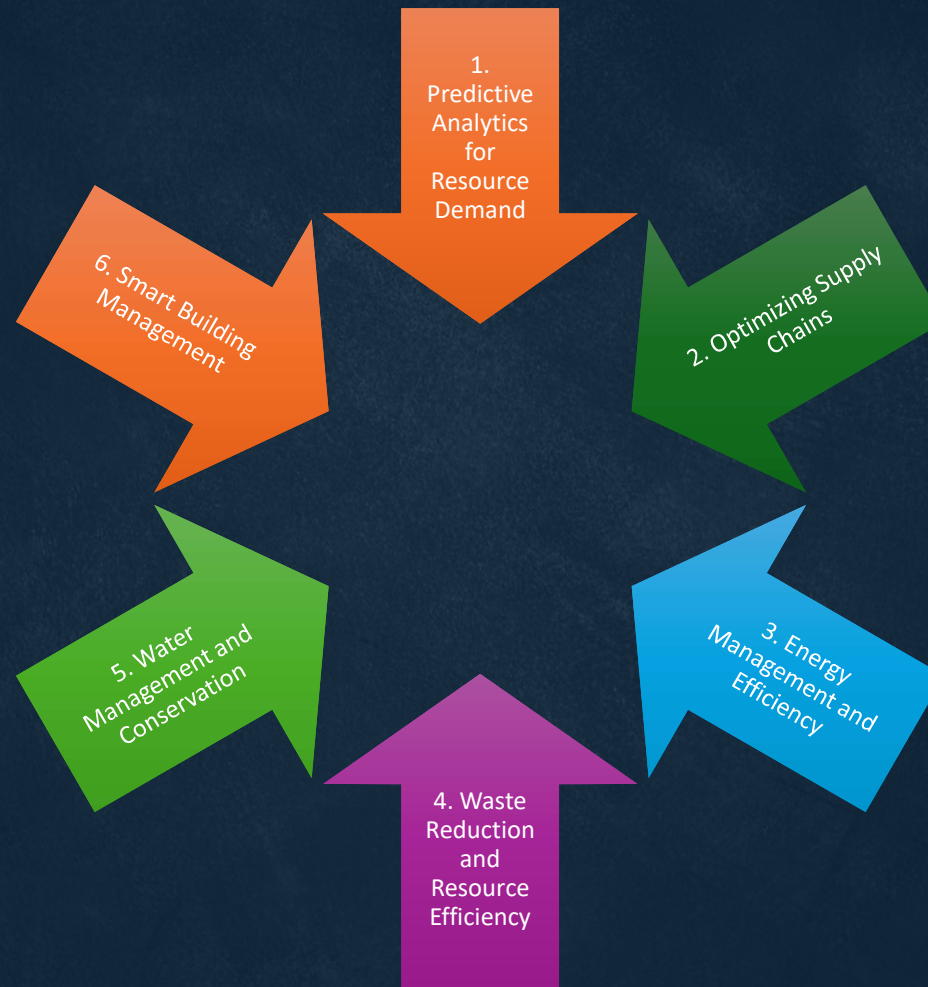 1.
Predictive
Analytics
for
Resource
Demand
2. Optimizing Supply
Chains
3. Energy
Management and
Efficiency
4. Waste
Reduction
and
Resource
Efficiency
5. Water
Management and
Conservation
6. Smart Building
Management